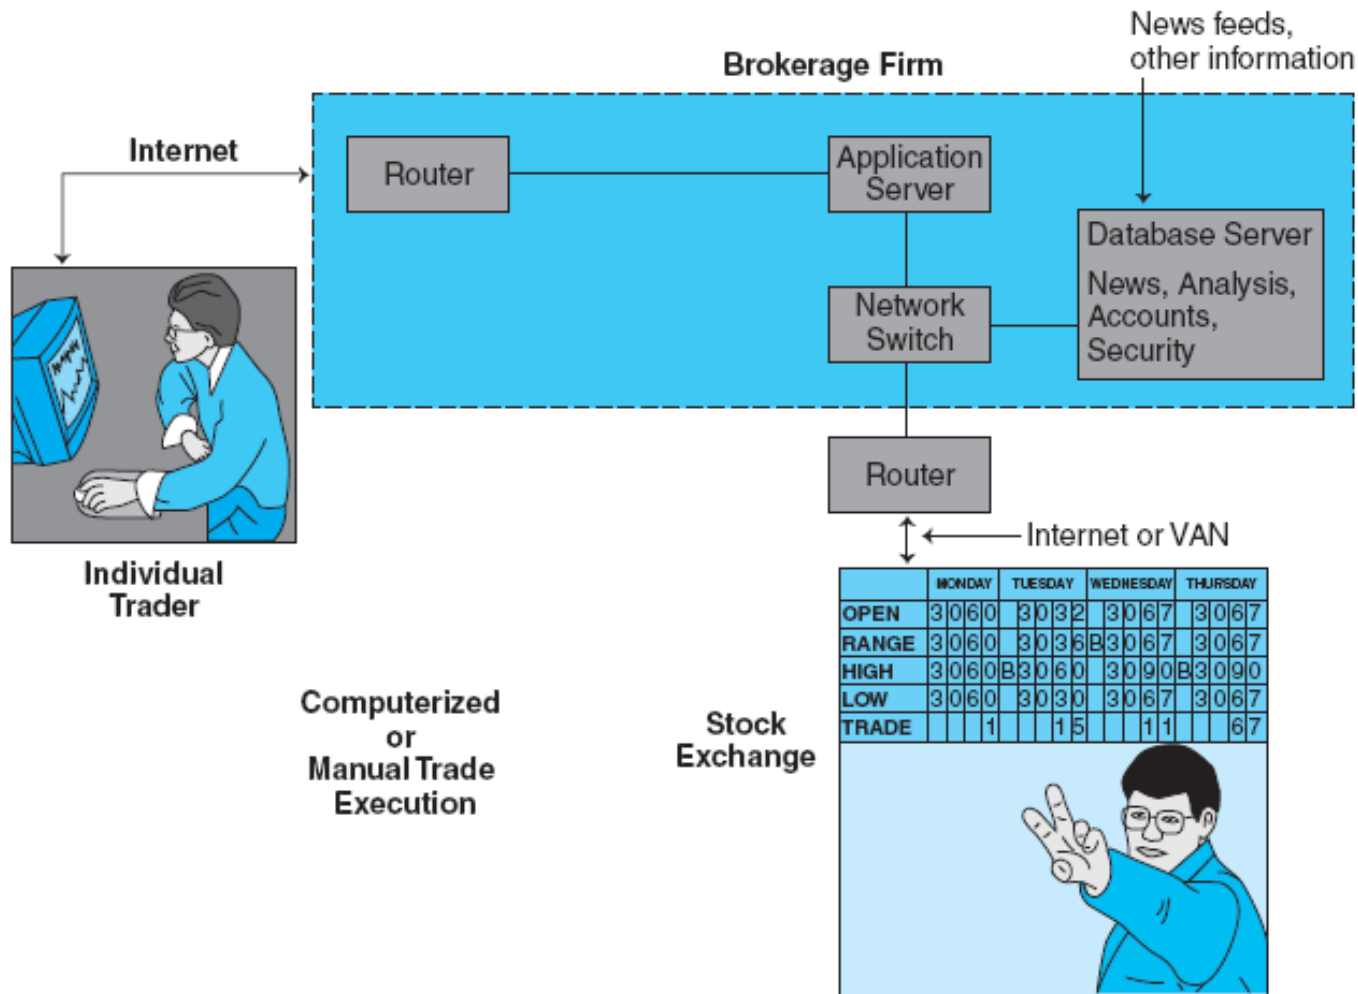 News feeds,
other information
Brokerage Firm
Internet
Router
Application
Server
Database Server
News, Analysis,
Accounts,
Security
Network
Switch
Router
Internet or VAN
Individual
Trader
Computerized
or
Manual Trade
Execution
Stock
Exchange
MONDAY TUESDAY WEDNESDAY THURSDAY
OPEN 3060 3032 3067 3067
RANGE 3060 3036 B3067 3067
HIGH 3060 B3060 3090 B3090
LOW 3060 3030 3067 3067
TRADE 1 15 11 67